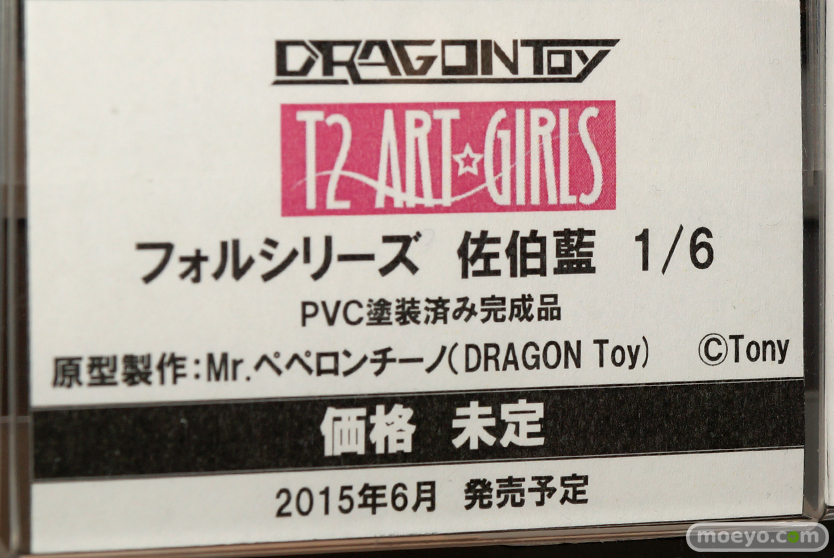 DRAGONToy
T2 ART☆GIRLS
フォルシリーズ 佐伯藍 1/6
PVC塗装済み完成品
原型製作:Mr.ペペロンチーノ(DRAGON Toy) ©Tony
価格 未定
2015年6月 発売予定
moeyo.com